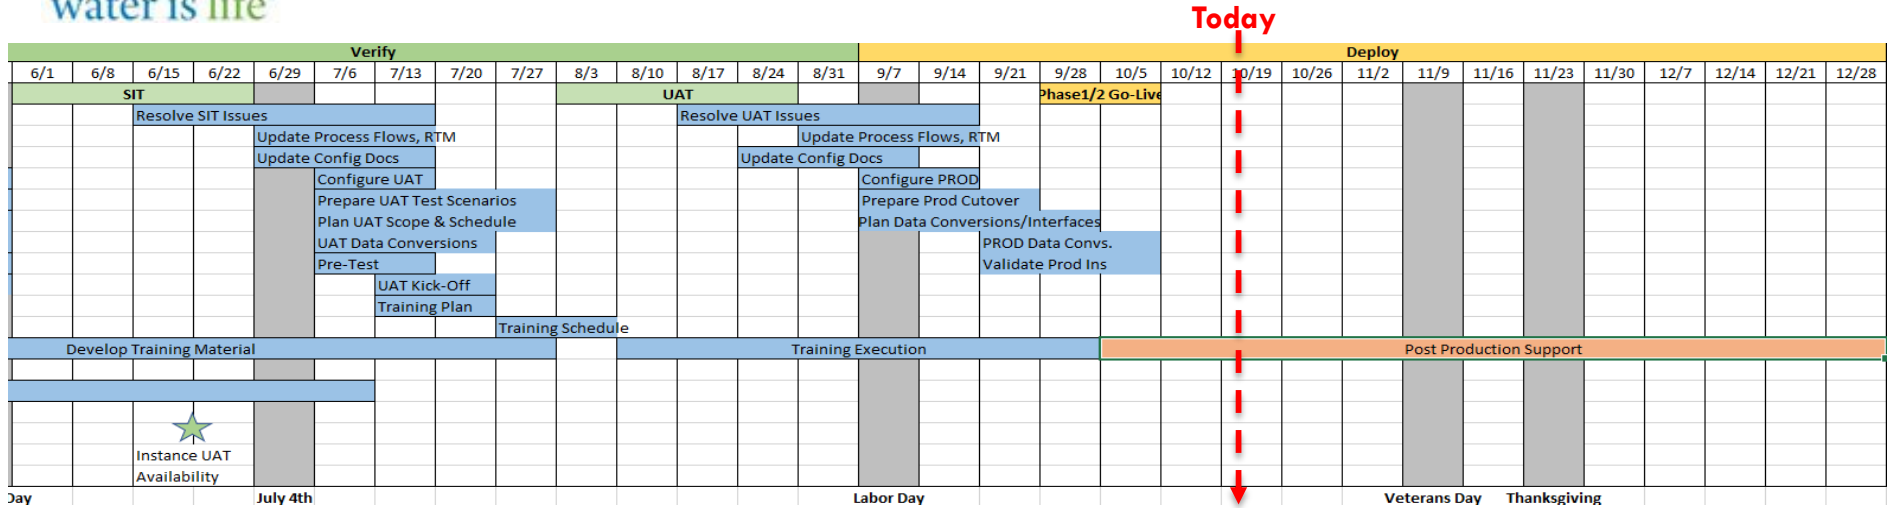 water is life
Today
Verify Deploy
6/1 6/8 6/15 6/22 6/29 7/6 7/13 7/20 7/27 8/3 8/10 8/17 8/24 8/31 9/7 9/14 9/21 9/28 10/5 10/12 10/19 10/26 11/2 11/9 11/16 11/23 11/30 12/7 12/14 12/21 12/28
SIT UAT Phase1/2 Go-Live
Resolve SIT Issues Resolve UAT Issues
Update Process Flows, RTM Update Process Flows, RTM
Update Config Docs Update Config Docs
Configure UAT Configure PROD
Prepare UAT Test Scenarios Prepare Prod Cutover
Plan UAT Scope & Schedule Plan Data Conversions/Interfaces
UAT Data Conversions PROD Data Convs.
Pre-Test Validate Prod Ins
UAT Kick-Off
Training Plan
Training Schedule
Develop Training Material Training Execution Post Production Support
Instance UAT
Availability
Day July 4th Labor Day Veterans Day Thanksgiving